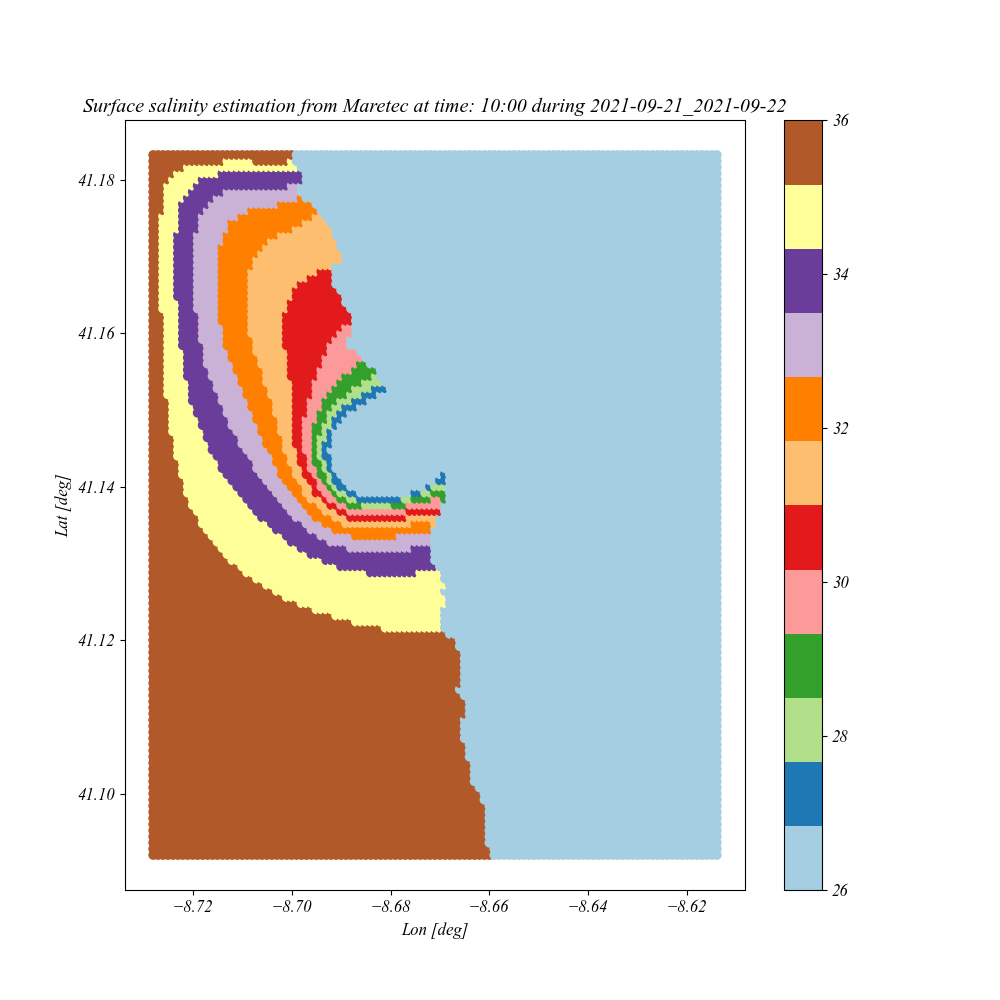 Surface salinity estimation from Maretec at time: 10:00 during 2021-09-21_2021-09-22
36
41.18
34
41.16
32
Lat [deg]
41.14
30
41.12
28
41.10
26
−8.72 −8.70 −8.68 −8.66 −8.64 −8.62
Lon [deg]